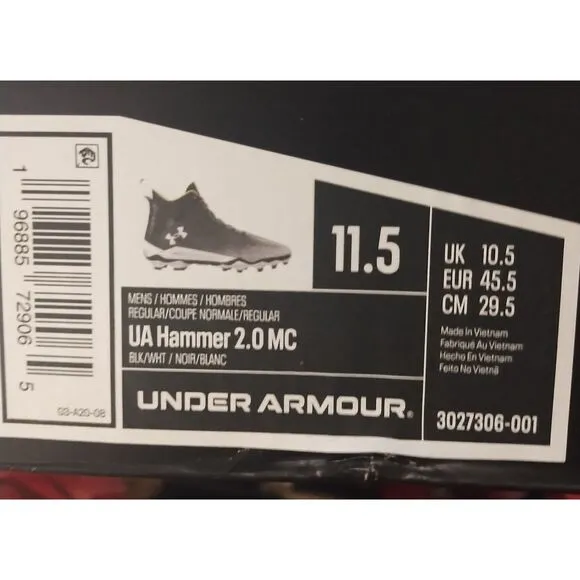 1 96885 72906 5
03-A20-08
11.5
MENS / HOMMES / HOMBRES
REGULAR/COUPE NORMALE/REGULAR
UA Hammer 2.0 MC
BLK/WHT / NOIR/BLANC
UNDER ARMOUR®
UK 10.5
EUR 45.5
CM 29.5
Made In Vietnam
Fabriqué Au Vietnam
Hecho En Vietnam
Feito No Vietnã
3027306-001